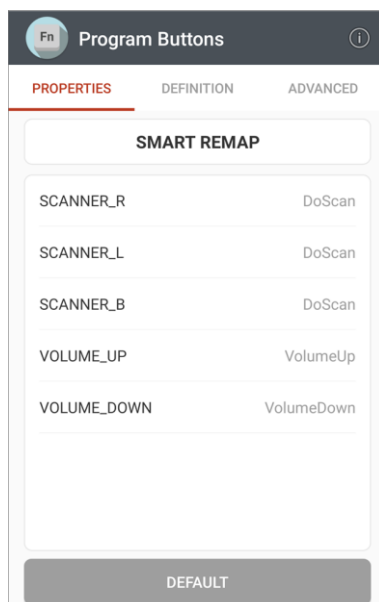 Fn Program Buttons
PROPERTIES DEFINITION ADVANCED
SMART REMAP
SCANNER_R DoScan
SCANNER_L DoScan
SCANNER_B DoScan
VOLUME_UP VolumeUp
VOLUME_DOWN VolumeDown
DEFAULT